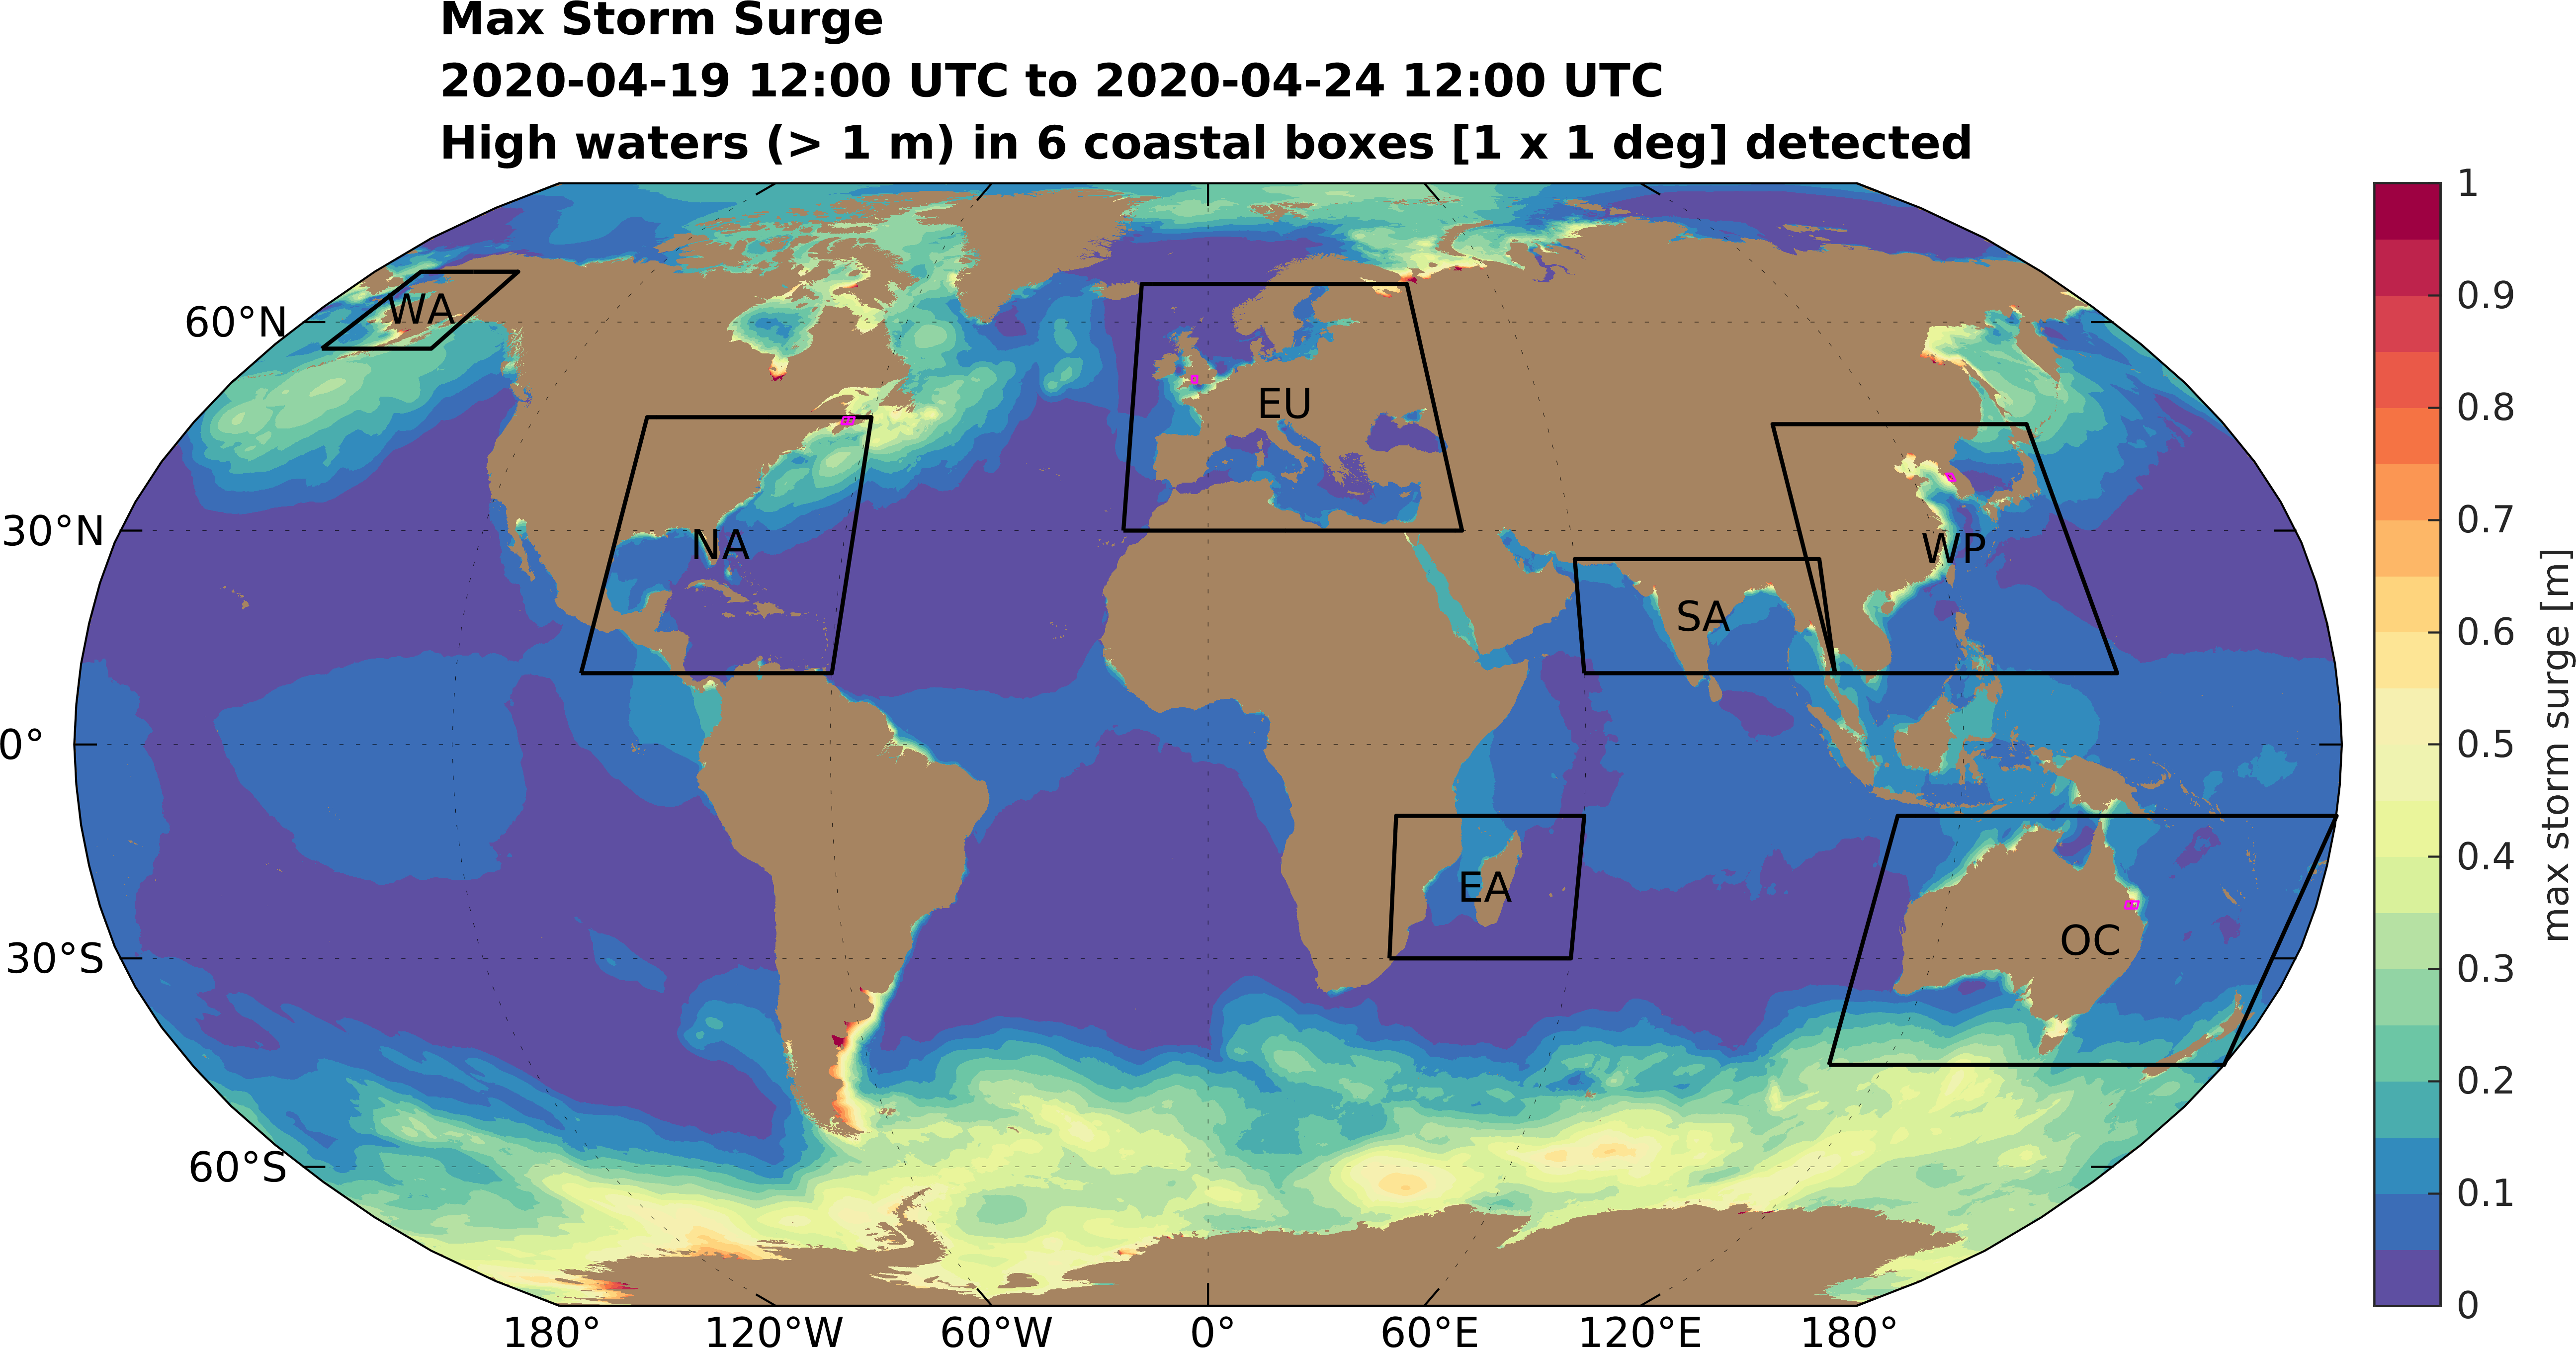 Max Storm Surge
2020-04-19 12:00 UTC to 2020-04-24 12:00 UTC
High waters (> 1 m) in 6 coastal boxes [1 x 1 deg] detected
60°N
30°N
0°
30°S
60°S
WA
NA
EU
SA
WP
EA
OC
180°
120°W
60°W
0°
60°E
120°E
180°
1
0.9
0.8
0.7
0.6
0.5
0.4
0.3
0.2
0.1
0
max storm surge [m]